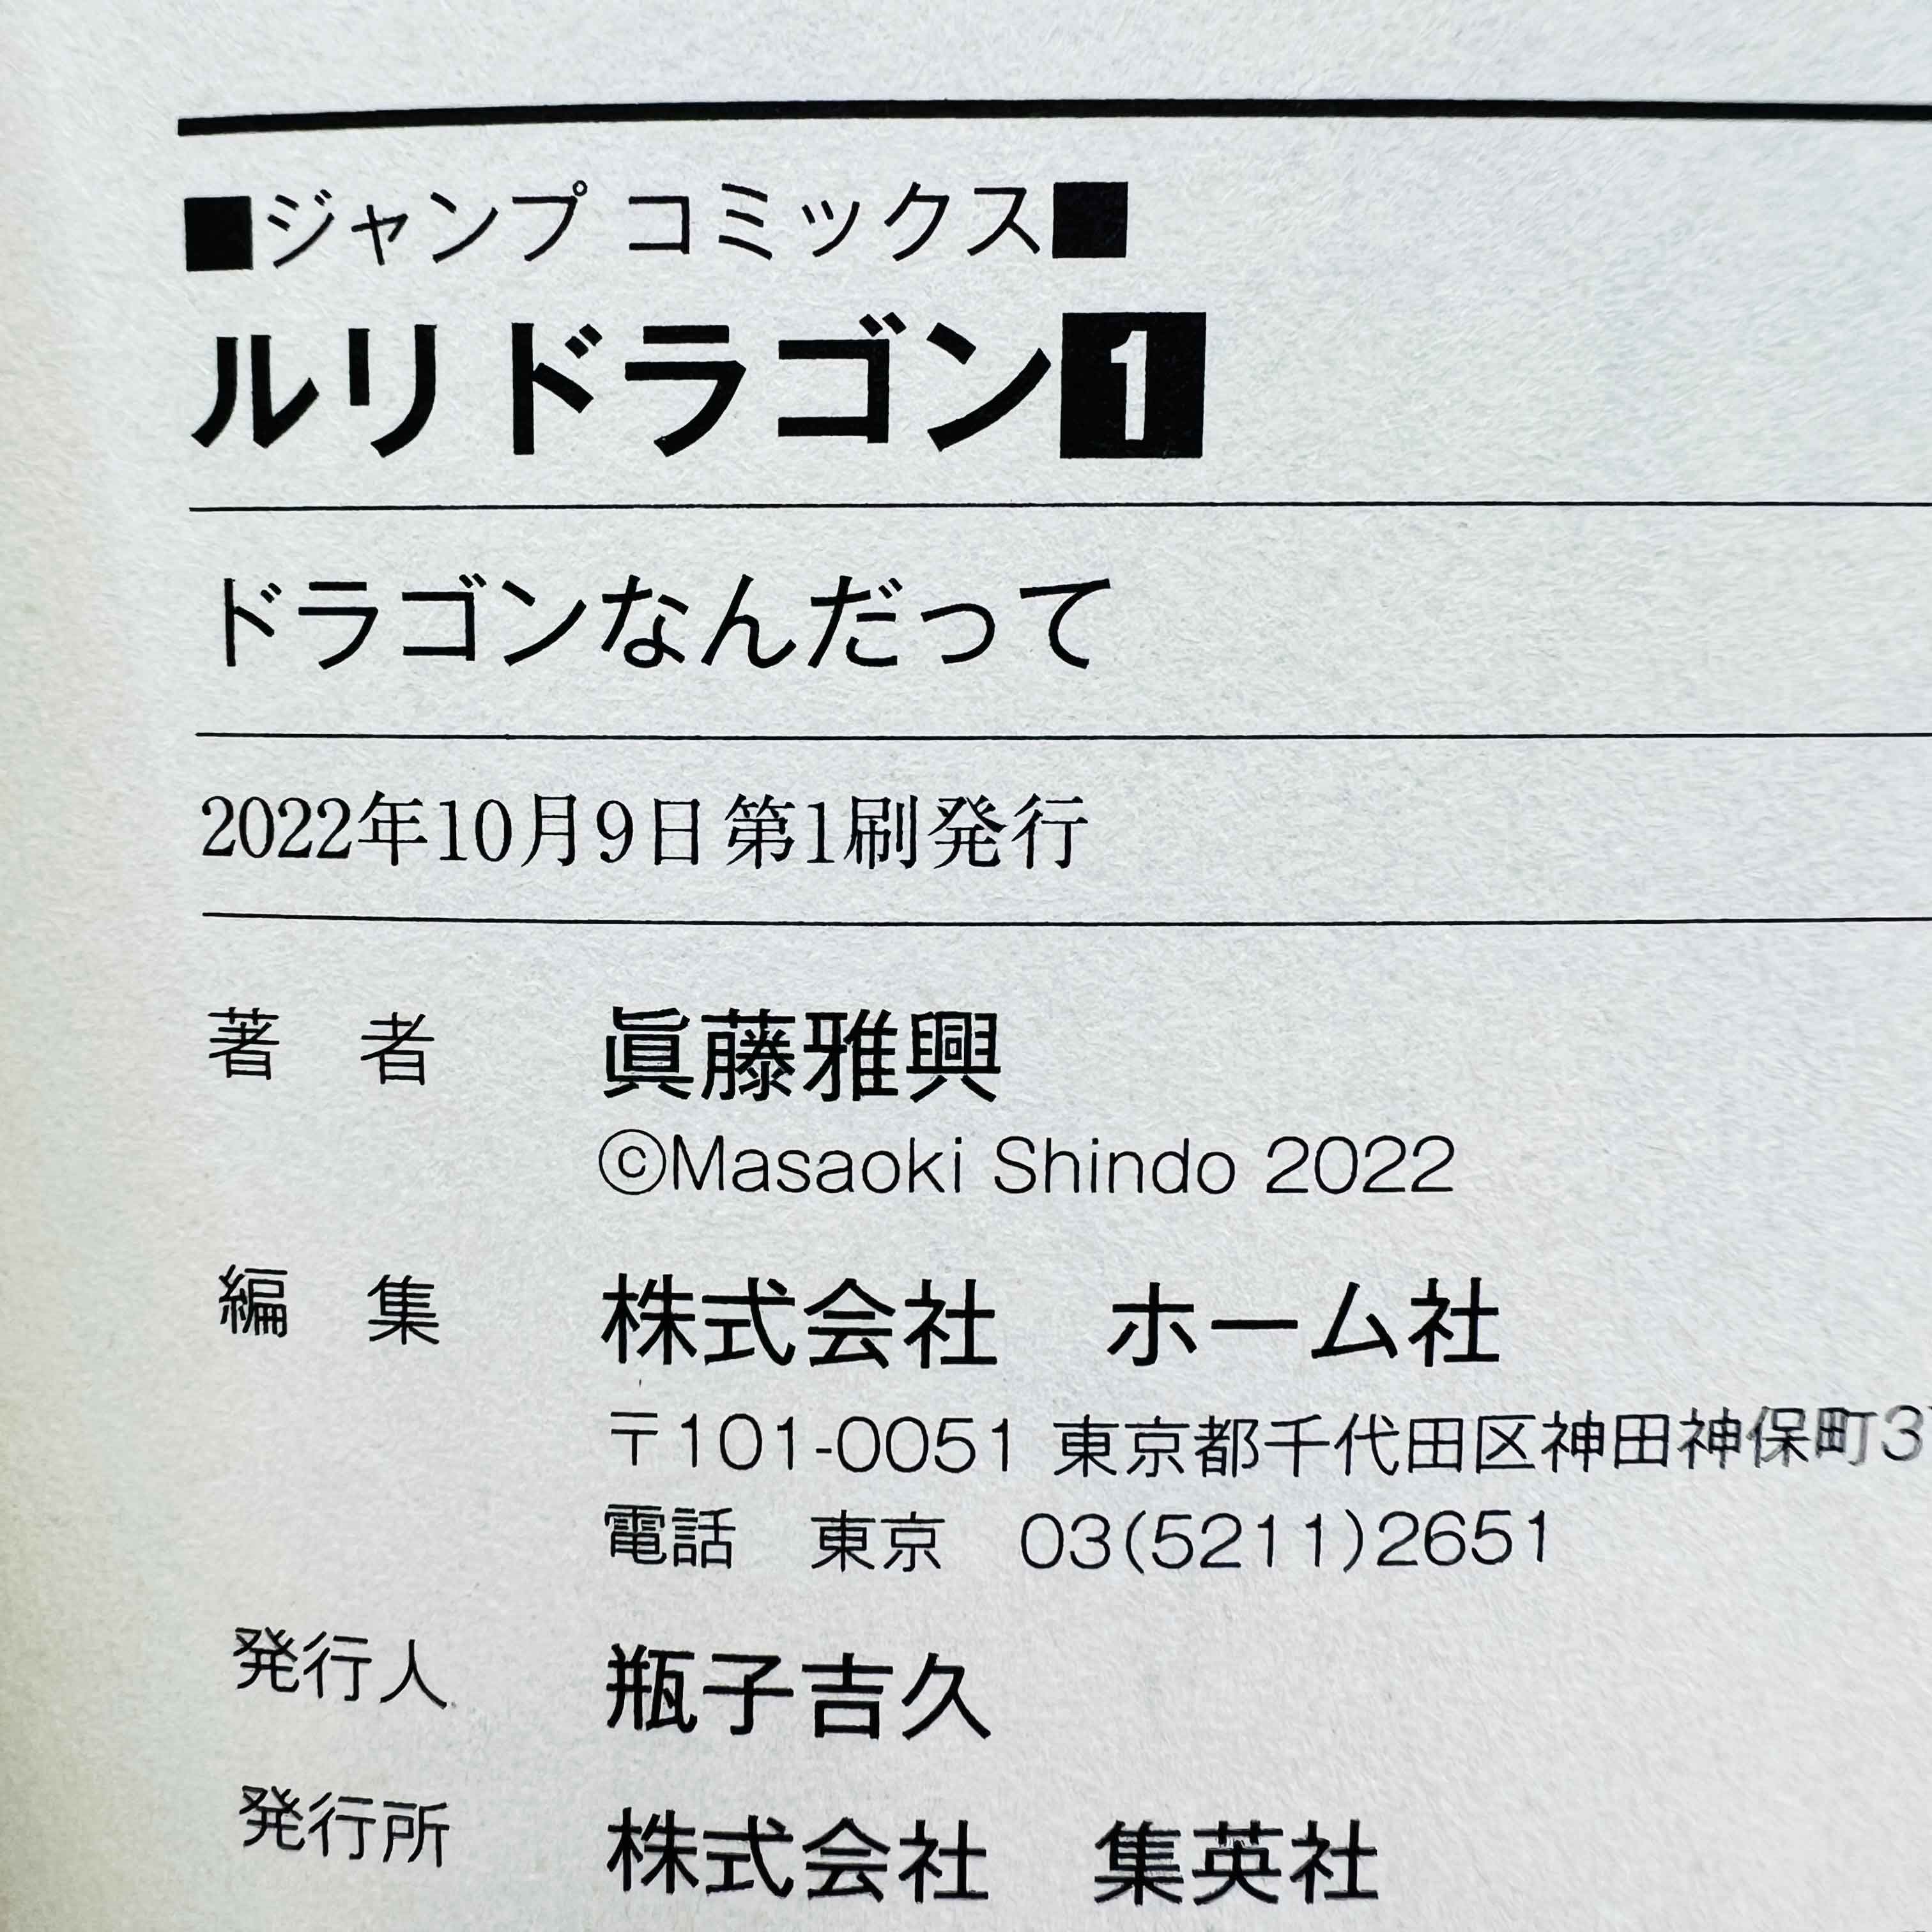 ■ジャンプ コミックス■
ルリドラゴン1
ドラゴンなんだって
2022年10月9日第1刷発行
著者 眞藤雅興
©Masaoki Shindo 2022
編集 株式会社 ホーム社
〒101-0051 東京都千代田区神田神保町3
電話 東京 03(5211)2651
発行人 瓶子吉久
発行所 株式会社 集英社